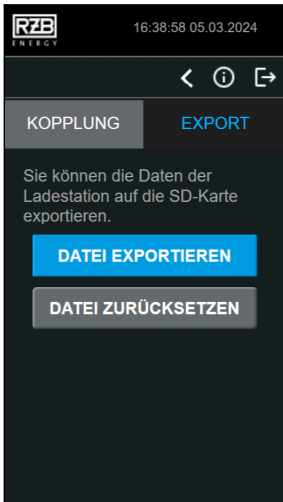 RZB
ENERGY
16:38:58 05.03.2024
KOPPLUNG
EXPORT
Sie können die Daten der
Ladestation auf die SD-Karte
exportieren.
DATEI EXPORTIEREN
DATEI ZURÜCKSETZEN